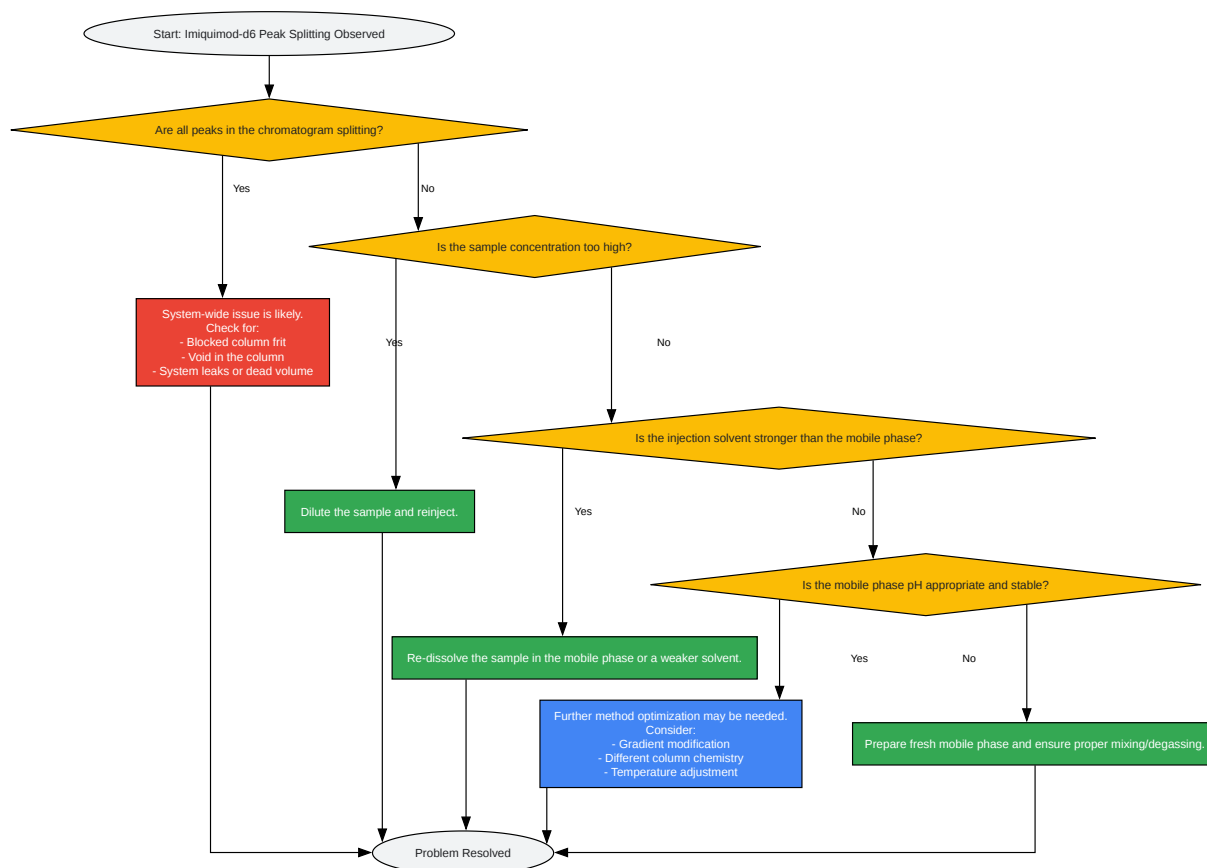 Start: Imiquimod-d6 Peak Splitting Observed
Are all peaks in the chromatogram splitting?
Yes
No
Is the sample concentration too high?
System-wide issue is likely.
Check for:
- Blocked column frit
- Void in the column
- System leaks or dead volume
Yes
No
Is the injection solvent stronger than the mobile phase?
Dilute the sample and reinject.
Yes
No
Is the mobile phase pH appropriate and stable?
Re-dissolve the sample in the mobile phase or a weaker solvent.
Yes
No
Further method optimization may be needed.
Consider:
- Gradient modification
- Different column chemistry
- Temperature adjustment
Prepare fresh mobile phase and ensure proper mixing/degassing.
Problem Resolved